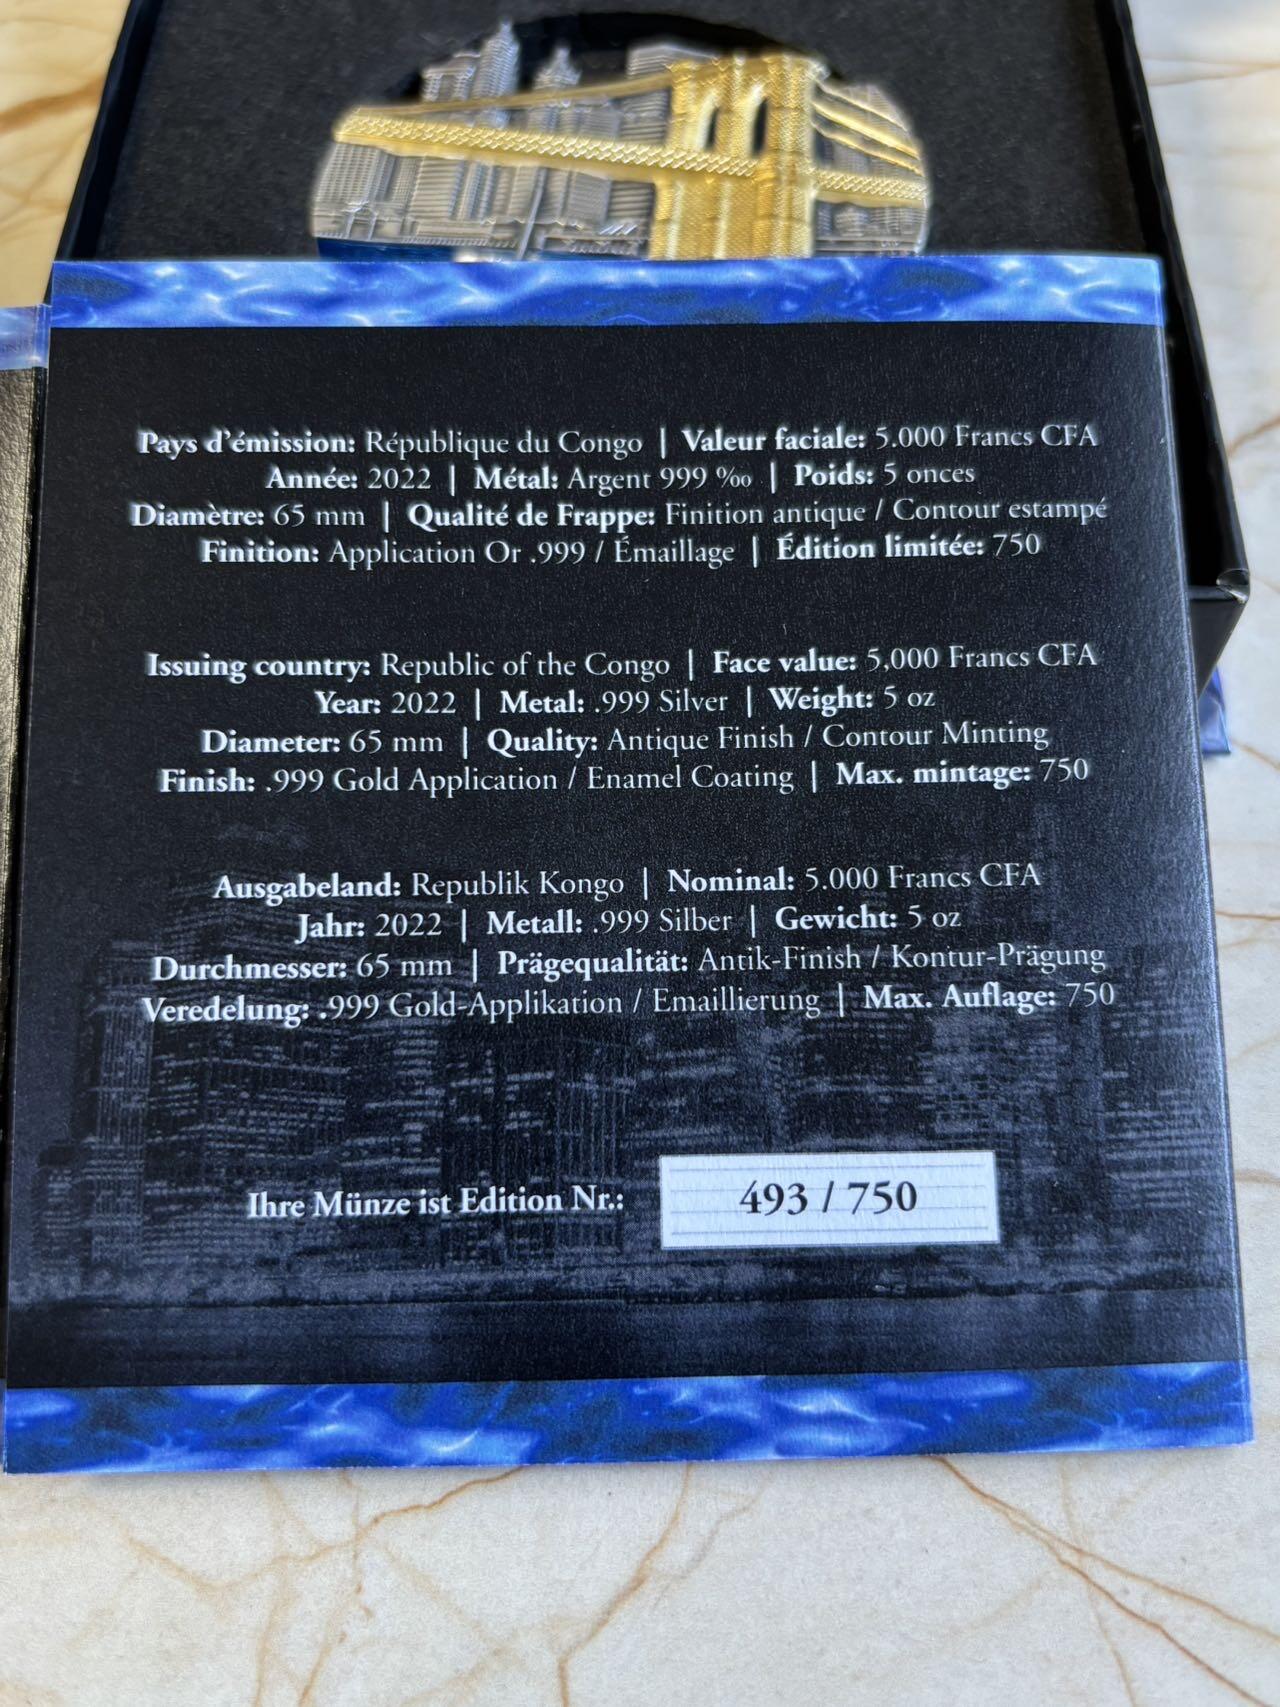 Pays d'émission: République du Congo | Valeur faciale: 5.000 Francs CFA
Année: 2022 | Métal: Argent 999 ‰ | Poids: 5 onces
Diamètre: 65 mm | Qualité de Frappe: Finition antique / Contour estampé
Finition: Application Or .999 / Émaillage | Édition limitée: 750
Issuing country: Republic of the Congo | Face value: 5,000 Francs CFA
Year: 2022 | Metal: .999 Silver | Weight: 5 oz
Diameter: 65 mm | Quality: Antique Finish / Contour Minting
Finish: .999 Gold Application / Enamel Coating | Max. mintage: 750
Ausgabeland: Republik Kongo | Nominal: 5.000 Francs CFA
Jahr: 2022 | Metall: .999 Silber | Gewicht: 5 oz
Durchmesser: 65 mm | Prägequalität: Antik-Finish / Kontur-Prägung
Veredelung: .999 Gold-Applikation / Emaillierung | Max. Auflage: 750
Ihre Münze ist Edition Nr.: 493 / 750